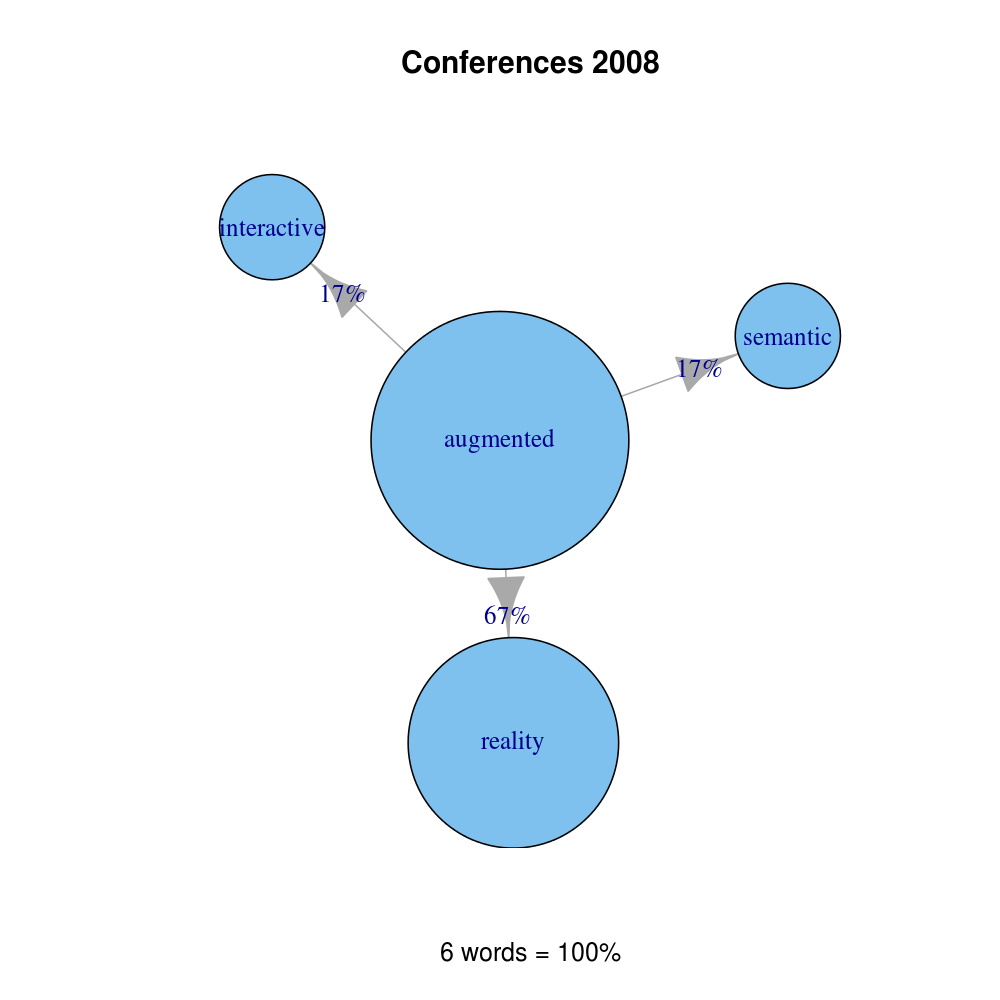 Conferences 2008
interactive
17%
semantic
17%
augmented
67%
reality
6 words = 100%